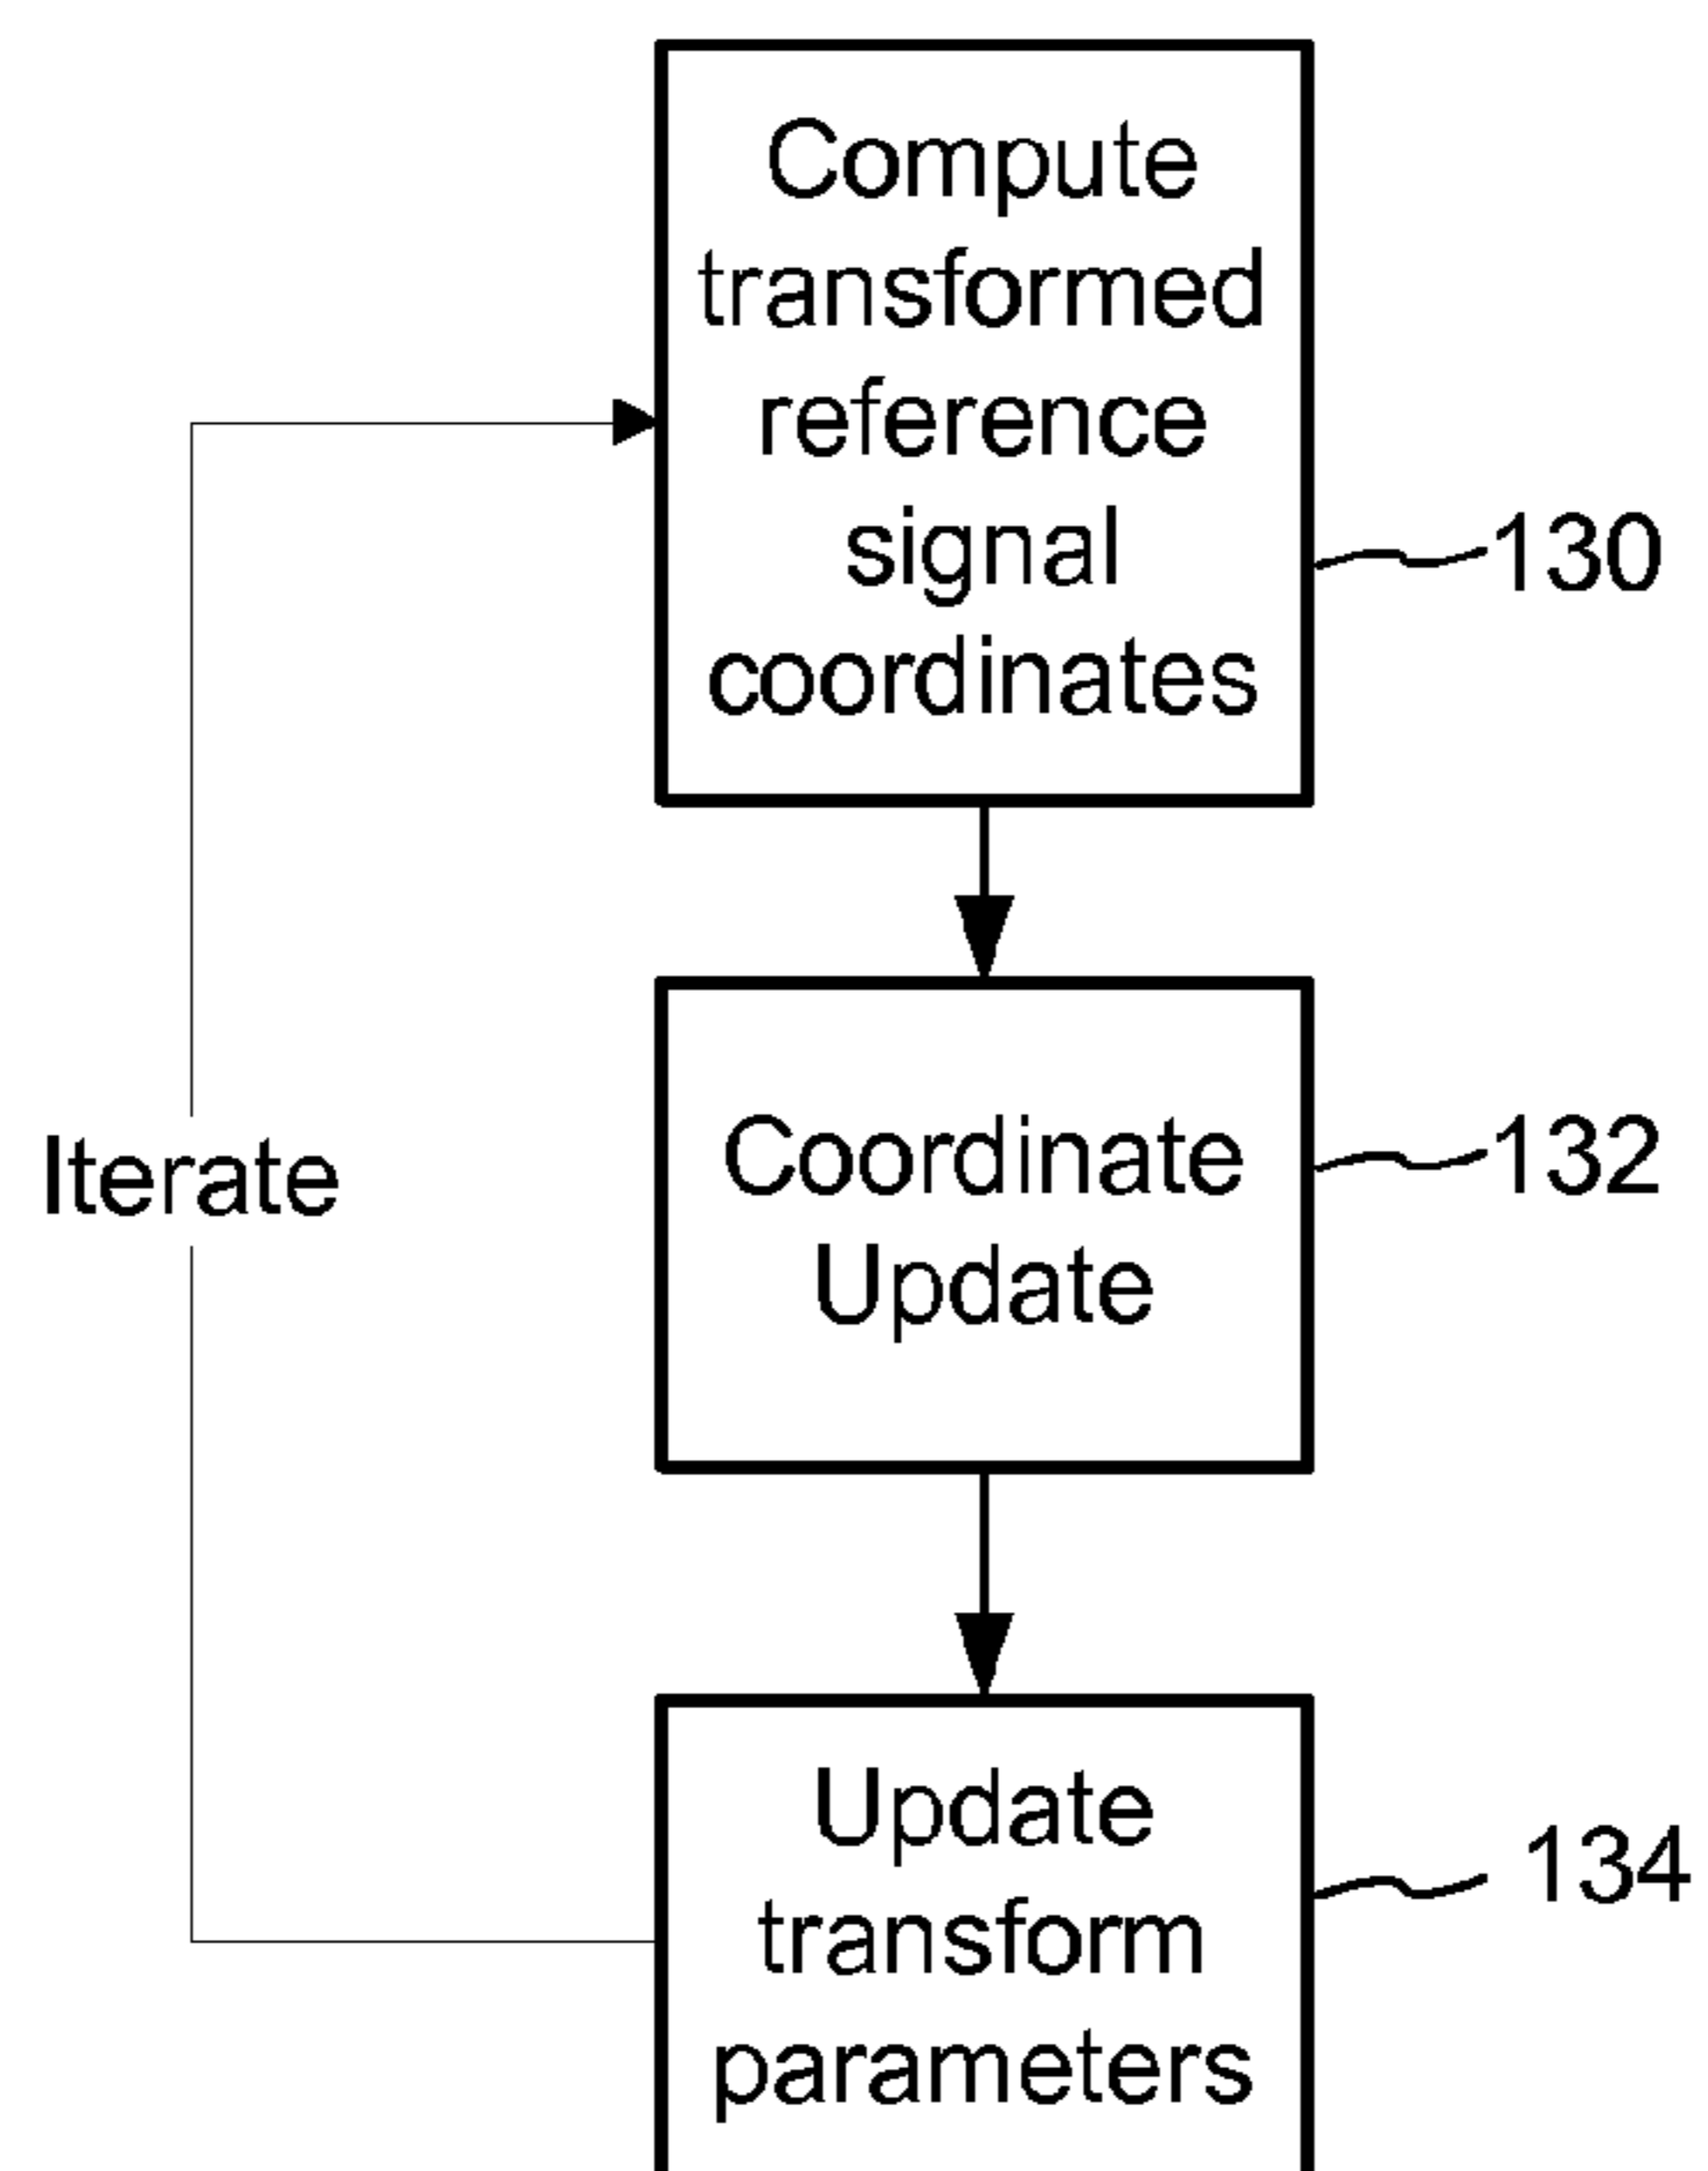 Compute
transformed
reference
signal
coordinates
130
Coordinate
Update
132
Iterate
Update
transform
parameters
134